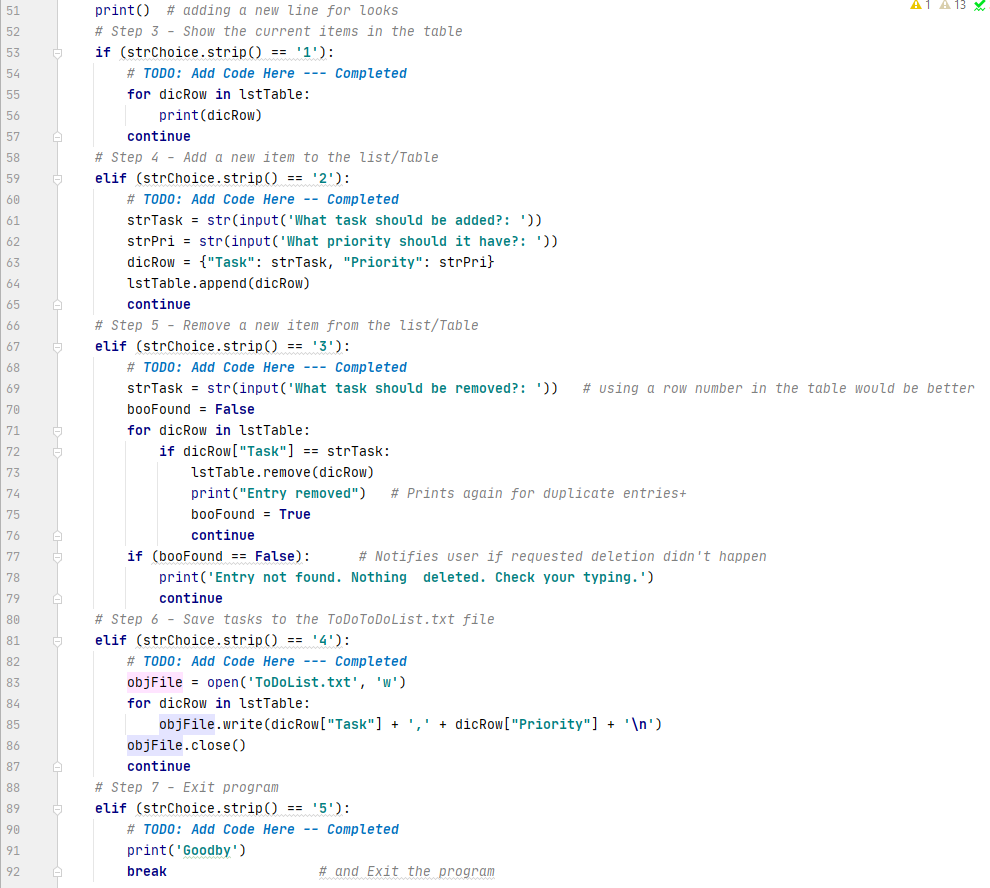 1 13
51 print()  # adding a new line for looks
52 # Step 3 - Show the current items in the table
53 if (strChoice.strip() == '1'):
54     # TODO: Add Code Here --- Completed
55     for dicRow in lstTable:
56         print(dicRow)
57     continue
58 # Step 4 - Add a new item to the list/Table
59 elif (strChoice.strip() == '2'):
60     # TODO: Add Code Here -- Completed
61     strTask = str(input('What task should be added?: '))
62     strPri = str(input('What priority should it have?: '))
63     dicRow = {"Task": strTask, "Priority": strPri}
64     lstTable.append(dicRow)
65     continue
66 # Step 5 - Remove a new item from the list/Table
67 elif (strChoice.strip() == '3'):
68     # TODO: Add Code Here --- Completed
69     strTask = str(input('What task should be removed?: '))   # using a row number in the table would be better
70     booFound = False
71     for dicRow in lstTable:
72         if dicRow["Task"] == strTask:
73             lstTable.remove(dicRow)
74             print("Entry removed")   # Prints again for duplicate entries+
75             booFound = True
76             continue
77     if (booFound == False):      # Notifies user if requested deletion didn't happen
78         print('Entry not found. Nothing  deleted. Check your typing.')
79         continue
80 # Step 6 - Save tasks to the ToDoToDoList.txt file
81 elif (strChoice.strip() == '4'):
82     # TODO: Add Code Here --- Completed
83     objFile = open('ToDoList.txt', 'w')
84     for dicRow in lstTable:
85         objFile.write(dicRow["Task"] + ',' + dicRow["Priority"] + '\n')
86     objFile.close()
87     continue
88 # Step 7 - Exit program
89 elif (strChoice.strip() == '5'):
90     # TODO: Add Code Here -- Completed
91     print('Goodby')
92     break                   # and Exit the program